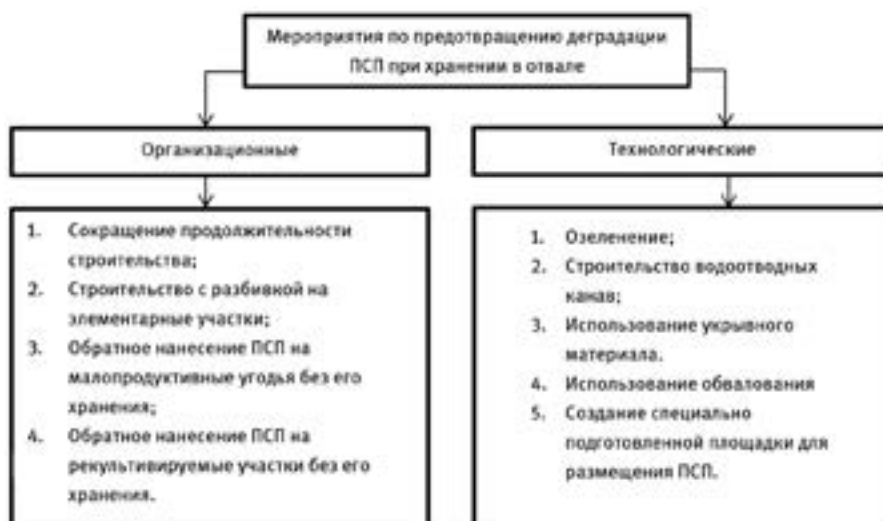 Мероприятия по предотвращению деградации
ПСП при хранении в отвале
Организационные
1. Сокращение продолжительности
строительства;
2. Строительство с разбивкой на
элементарные участки;
3. Обратное нанесение ПСП на
малопродуктивные угодья без его
хранения;
4. Обратное нанесение ПСП на
рекультивируемые участки без его
хранения.
Технологические
1. Озеленение;
2. Строительство водоотводных
канав;
3. Использование укрывного
материала.
4. Использование обвалования
5. Создание специально
подготовленной площадки для
размещения ПСП.